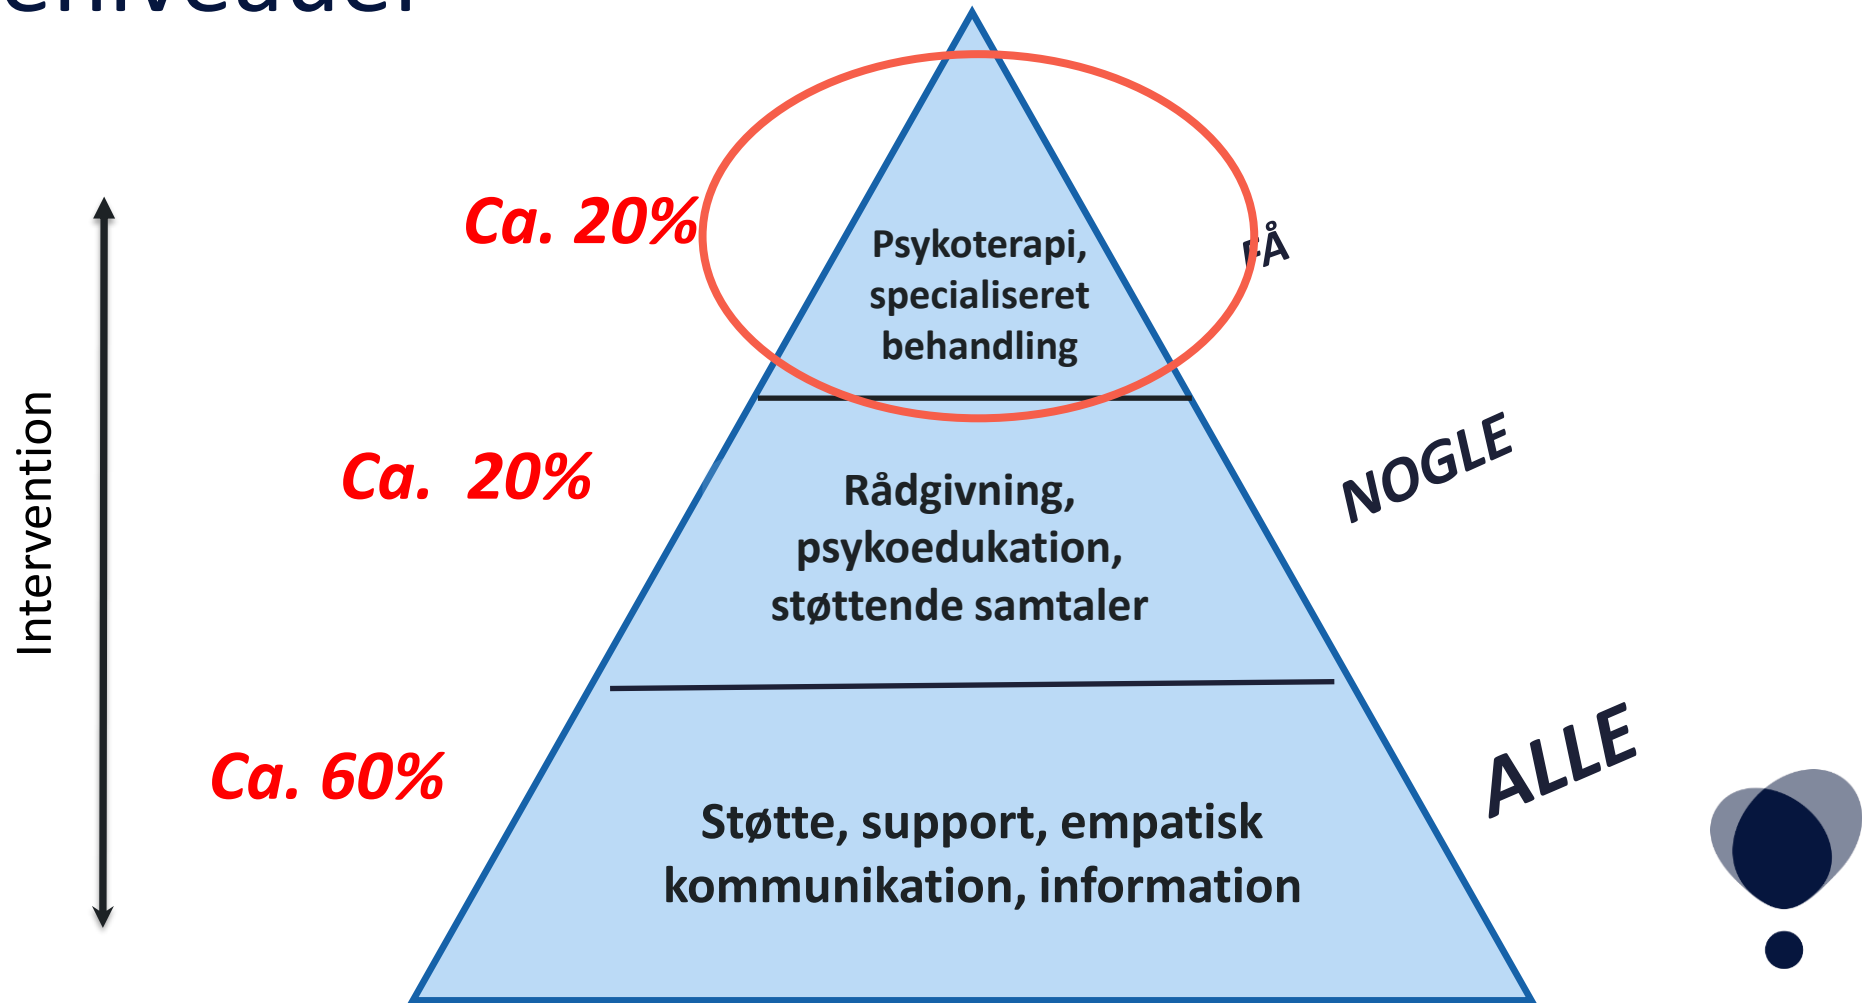 Ca. 20%
Psykoterapi,
specialiseret
behandling
FÅ
Intervention
Ca. 20%
Rådgivning,
psykoedukation,
støttende samtaler
NOGLE
Ca. 60%
Støtte, support, empatisk
kommunikation, information
ALLE